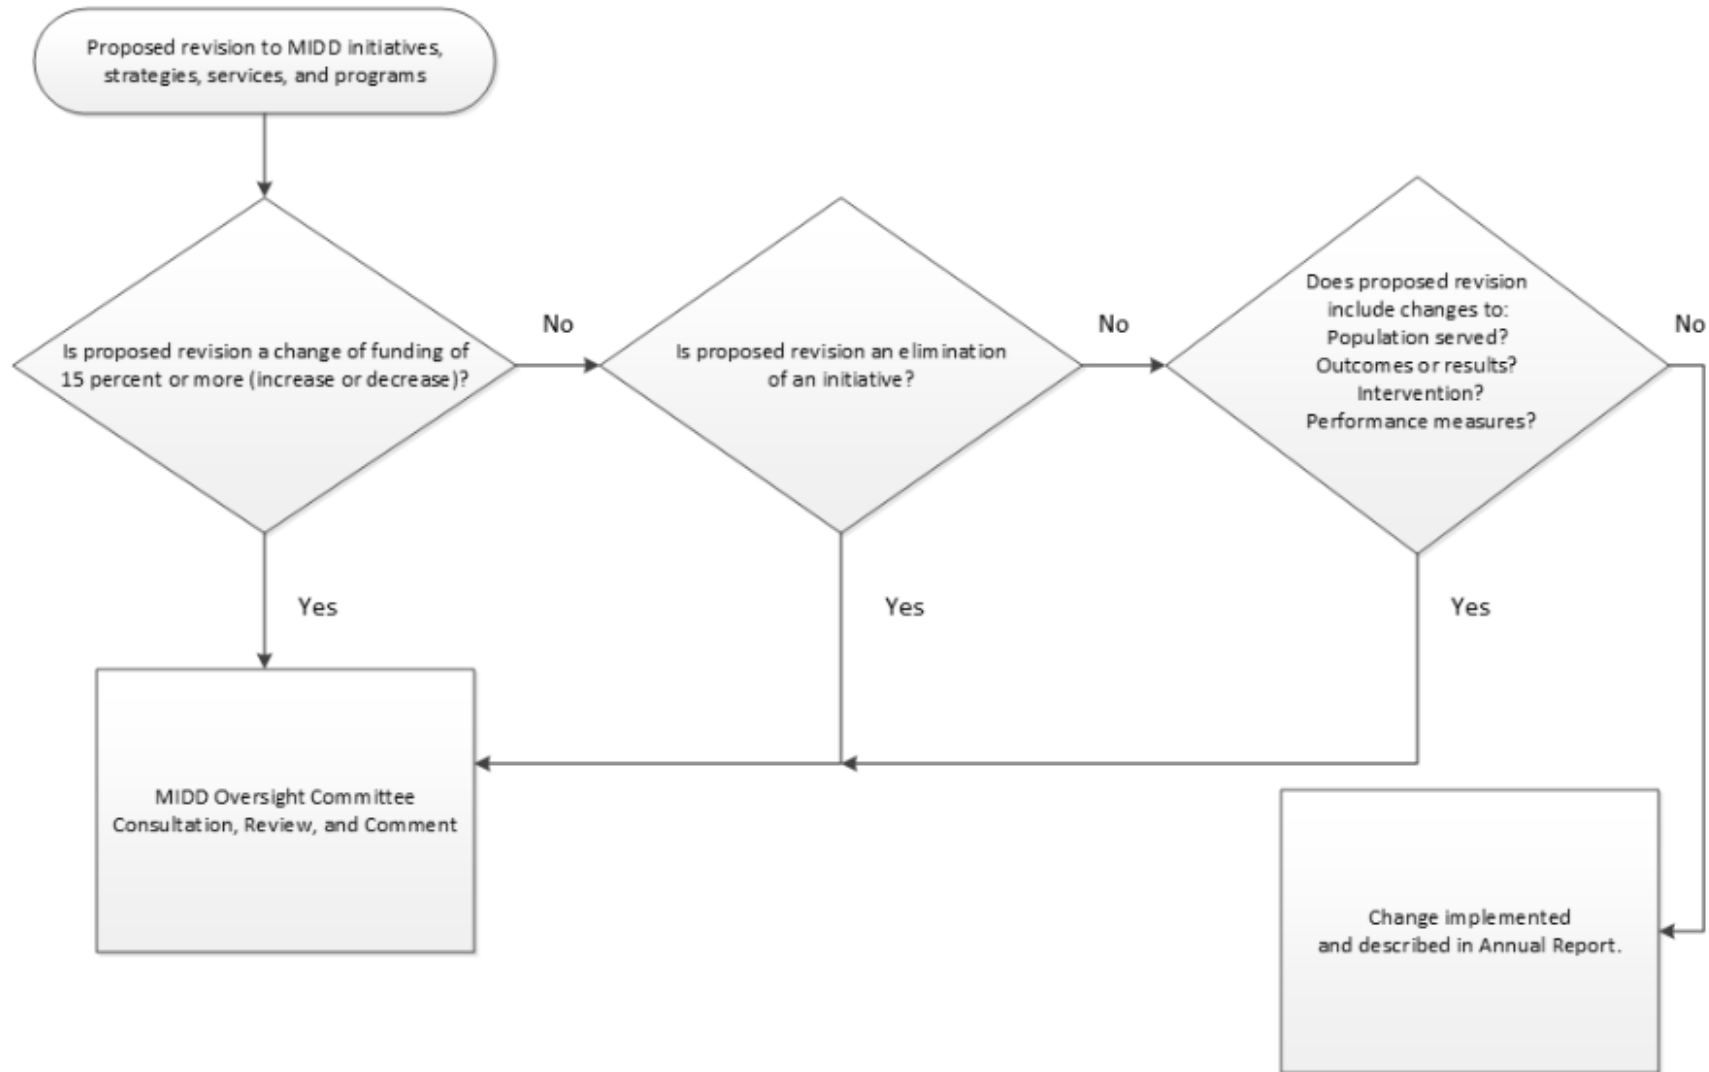 Proposed revision to MIDD initiatives,
strategies, services, and programs
Is proposed revision a change of funding of
15 percent or more (increase or decrease)?
No
Is proposed revision an elimination
of an initiative?
No
Does proposed revision
include changes to:
Population served?
Outcomes or results?
Intervention?
Performance measures?
No
Yes
Yes
Yes
MIDD Oversight Committee
Consultation, Review, and Comment
Change implemented
and described in Annual Report.